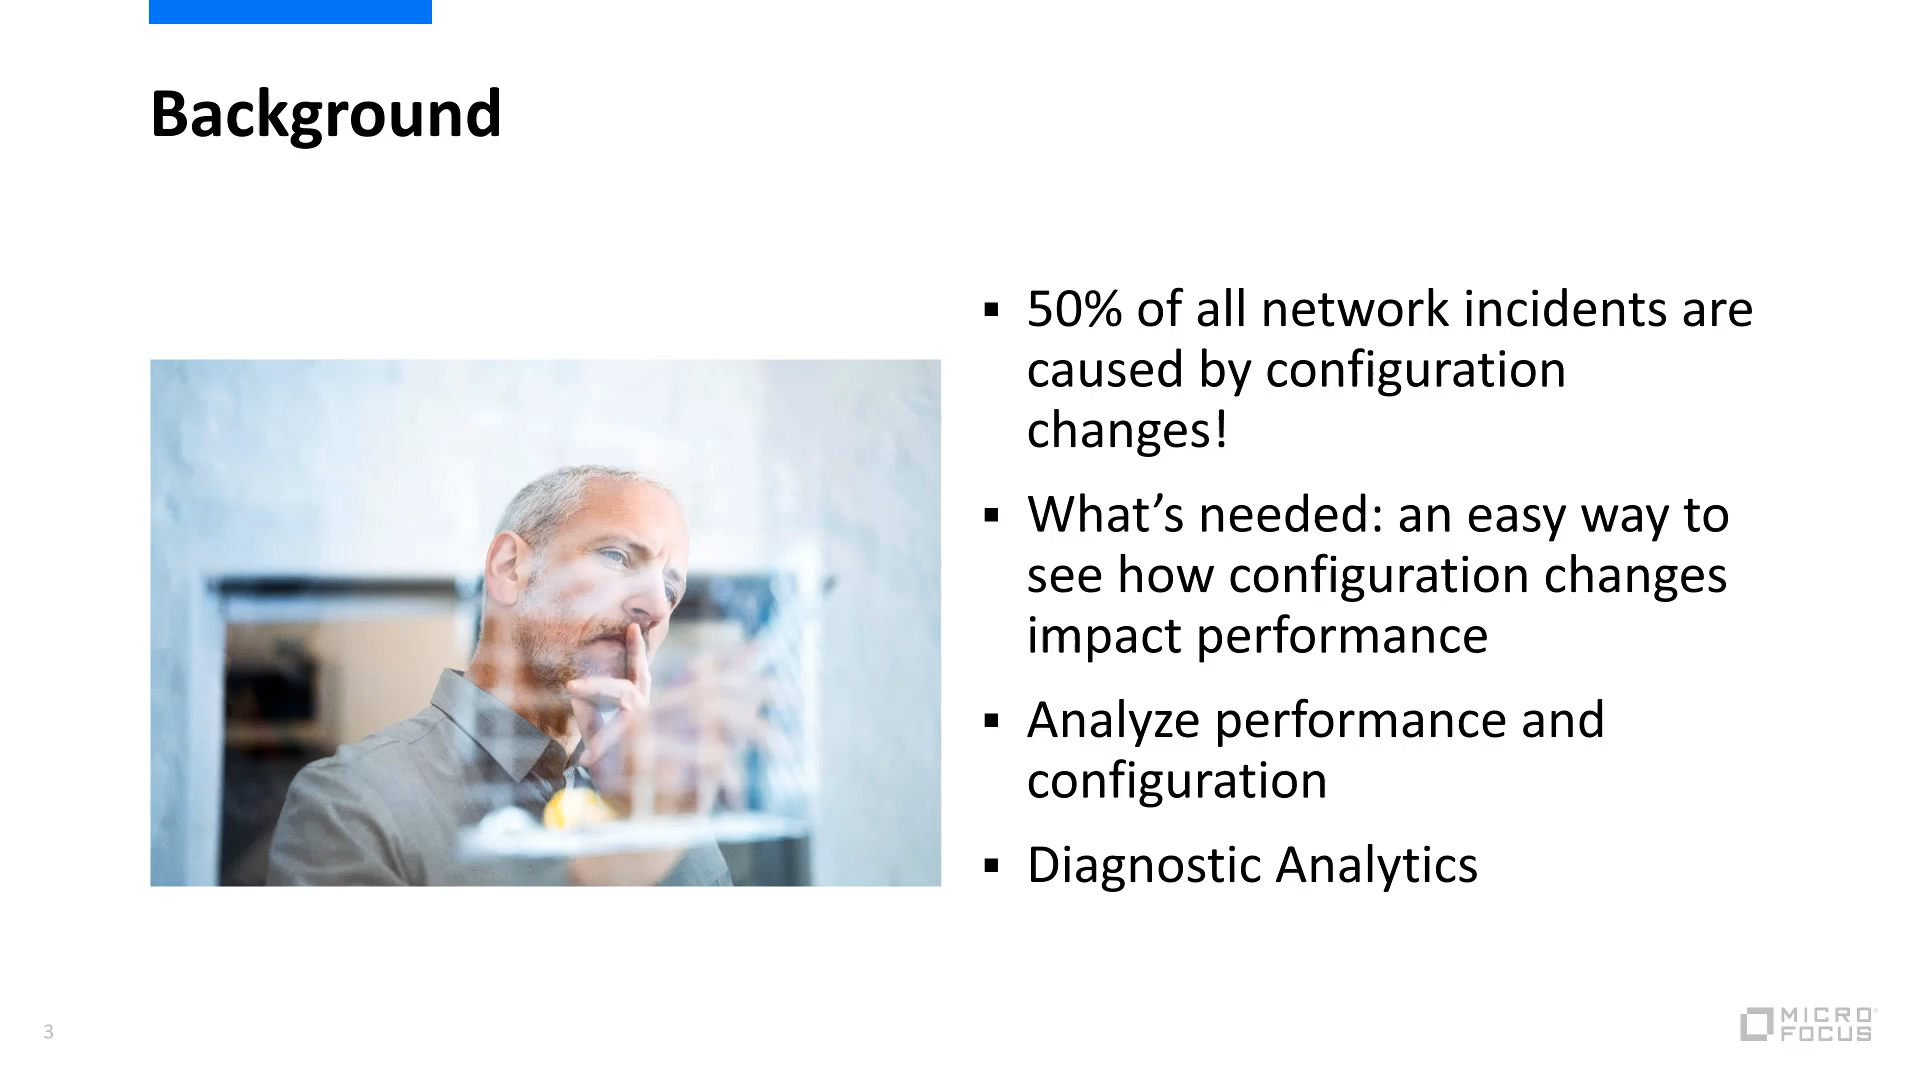 Background
▪ 50% of all network incidents are
caused by configuration
changes!
▪ What’s needed: an easy way to
see how configuration changes
impact performance
▪ Analyze performance and
configuration
▪ Diagnostic Analytics
3
MICRO
FOCUS